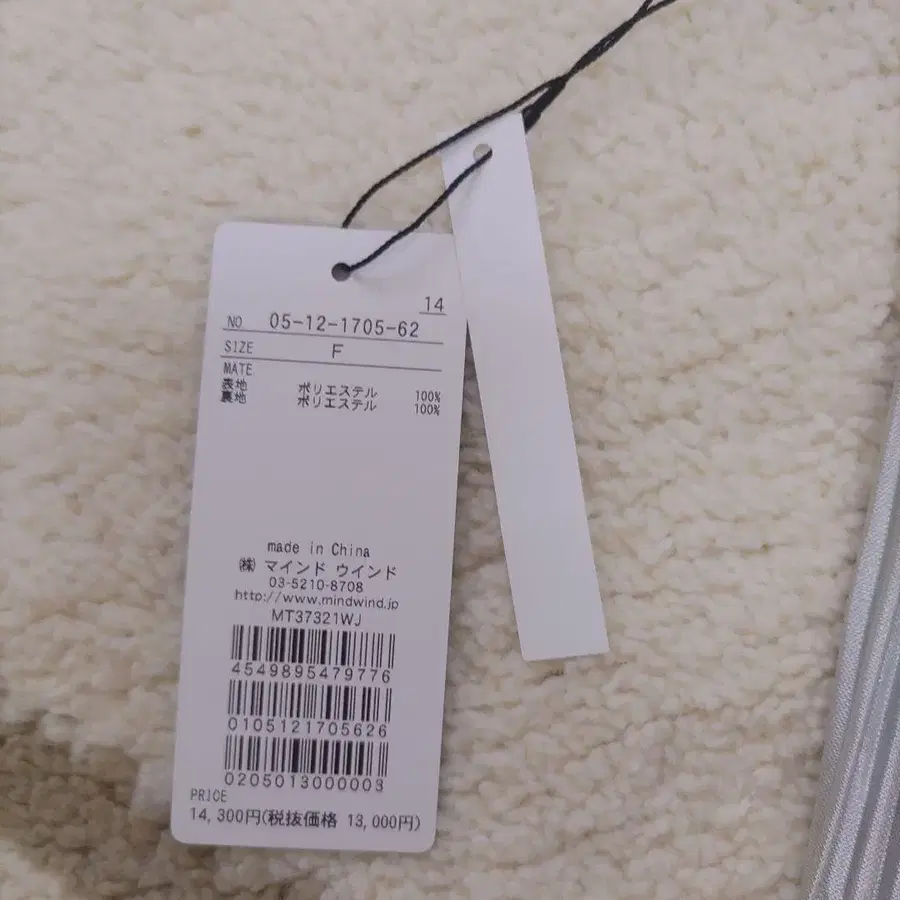 14
NO 05-12-1705-62
SIZE F
MATE
表地 ポリエステル 100%
裏地 ポリエステル 100%
made in China
㈱ マインド ウインド
03-5210-8708
http://www.mindwind.jp
MT37321WJ
4549895479776
0105121705626
0205013000003
PRICE
14,300円(税抜価格 13,000円)